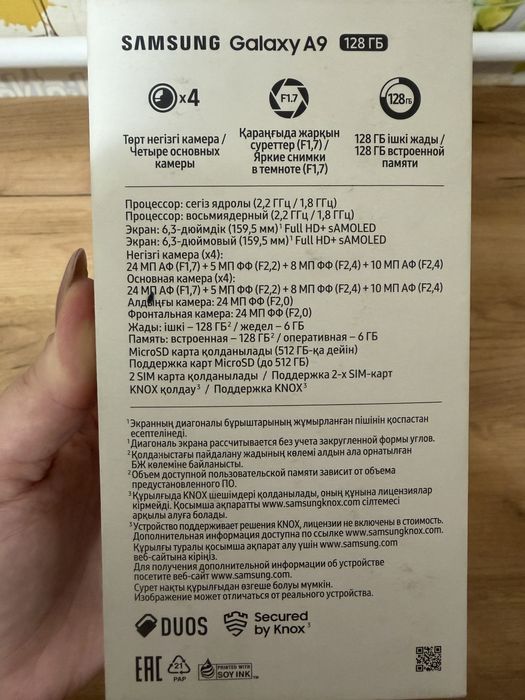 SAMSUNG Galaxy A9 128 ГБ
x4
F1.7
128ГБ
Төрт негізгі камера /
Четыре основных
камеры
Қараңғыда жарқын
суреттер (F1,7) /
Яркие снимки
в темноте (F1,7)
128 ГБ ішкі жады /
128 ГБ встроенной
памяти
Процессор: сегіз ядролы (2,2 ГГц / 1,8 ГГц)
Процессор: восьмиядерный (2,2 ГГц / 1,8 ГГц)
Экран: 6,3-дюймдік (159,5 мм)¹ Full HD+ sAMOLED
Экран: 6,3-дюймовый (159,5 мм)¹ Full HD+ sAMOLED
Негізгі камера (x4):
24 МП АФ (F1,7) + 5 МП ФФ (F2,2) + 8 МП ФФ (F2,4) + 10 МП АФ (F2,4)
Основная камера (x4):
24 МП АФ (F1,7) + 5 МП ФФ (F2,2) + 8 МП ФФ (F2,4) + 10 МП АФ (F2,4)
Алдыңғы камера: 24 МП ФФ (F2,0)
Фронтальная камера: 24 МП ФФ (F2,0)
Жады: ішкі – 128 ГБ² / жедел – 6 ГБ
Память: встроенная – 128 ГБ² / оперативная – 6 ГБ
MicroSD карта қолданылады (512 ГБ-қа дейін)
Поддержка карт MicroSD (до 512 ГБ)
2 SIM карта қолданылады / Поддержка 2-х SIM-карт
KNOX қолдау³ / Поддержка KNOX³
¹Экранның диагоналы бұрыштарының жұмырланған пішінін қоспастан
есептелінеді.
¹Диагональ экрана рассчитывается без учета закругленной формы углов.
²Қолданыстағы пайдалану жадының көлемі алдын ала орнатылған
БЖ көлеміне байланысты.
²Объем доступной пользовательской памяти зависит от объема
предустановленного ПО.
³Құрылғыда KNOX шешімдері қолданылады, оның құнына лицензиялар
кірмейді. Қосымша ақпаратты www.samsungknox.com сілтемесі
арқылы алуға болады.
³Устройство поддерживает решения KNOX, лицензии не включены в стоимость.
Дополнительная информация доступна по ссылке www.samsungknox.com
Құрылғы туралы қосымша ақпарат алу үшін www.samsung.com
веб-сайтына кіріңіз.
Для получения дополнительной информации об устройстве
посетите веб-сайт www.samsung.com.
Сурет нақты құрылғыдан өзгеше болуы мүмкін.
Изображение может отличаться от реального устройства.
DUOS
Secured
by Knox³
EAC
21
PAP
PRINTED WITH
SOY INK™